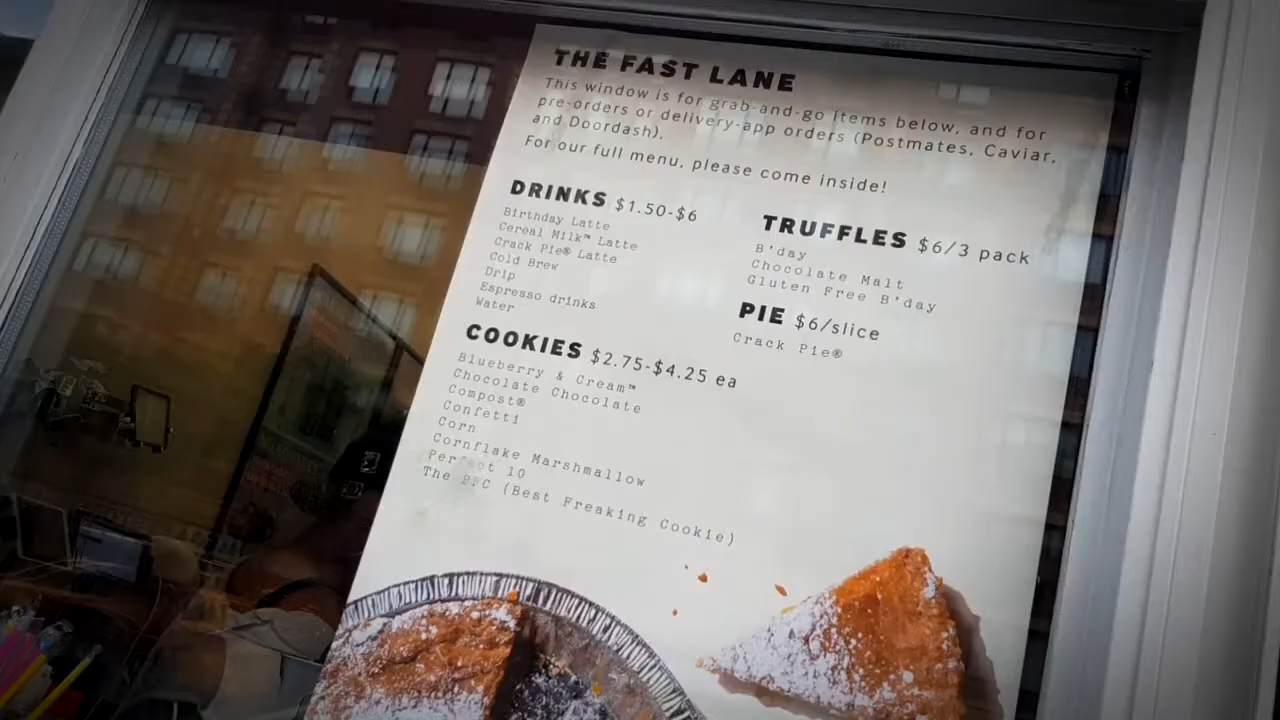 THE FAST LANE
This window is for grab-and-go items below, and for
pre-orders or delivery-app orders (Postmates, Caviar,
and Doordash).
For our full menu, please come inside!
DRINKS $1.50-$6
Birthday Latte
Cereal Milk™ Latte
Crack Pie® Latte
Cold Brew
Drip
Espresso drinks
Water
COOKIES $2.75-$4.25 ea
Blueberry & Cream™
Chocolate Chocolate
Compost®
Confetti
Corn
Cornflake Marshmallow
Perfect 10
The B.F.C (Best Freaking Cookie)
TRUFFLES $6/3 pack
B'day
Chocolate Malt
Gluten Free B'day
PIE $6/slice
Crack Pie®